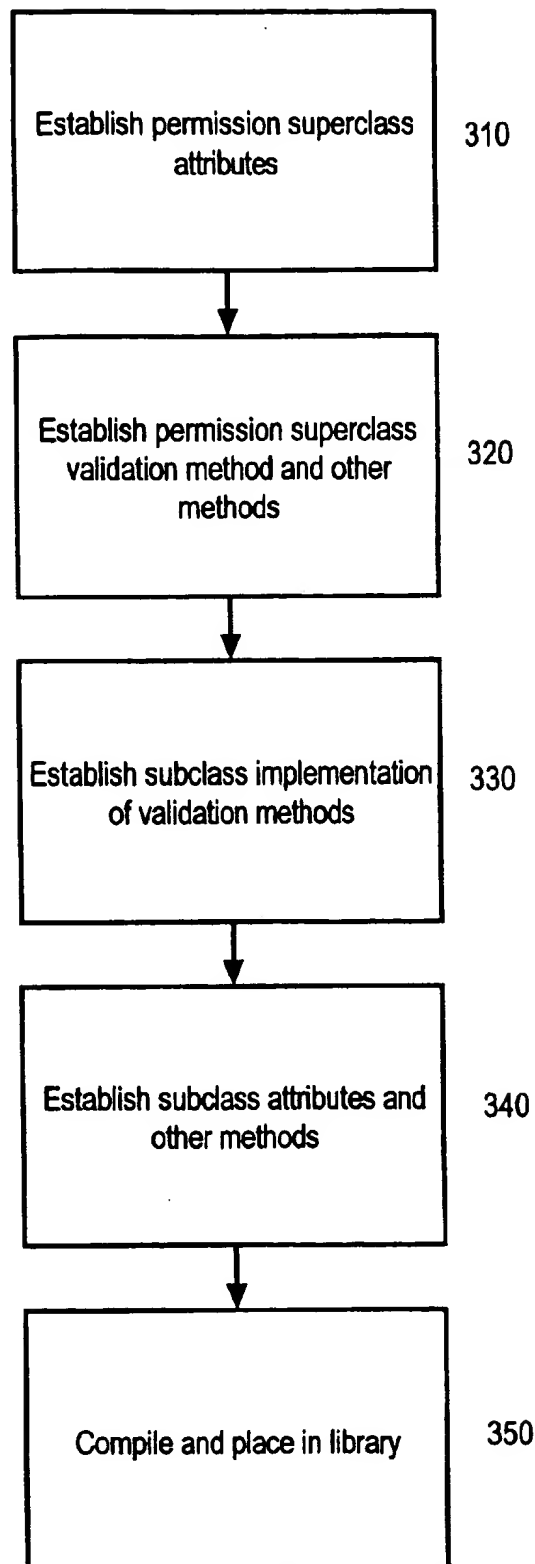 Establish permission superclass
attributes
310
Establish permission superclass
validation method and other
methods
320
Establish subclass implementation
of validation methods
330
Establish subclass attributes and
other methods
340
Compile and place in library
350